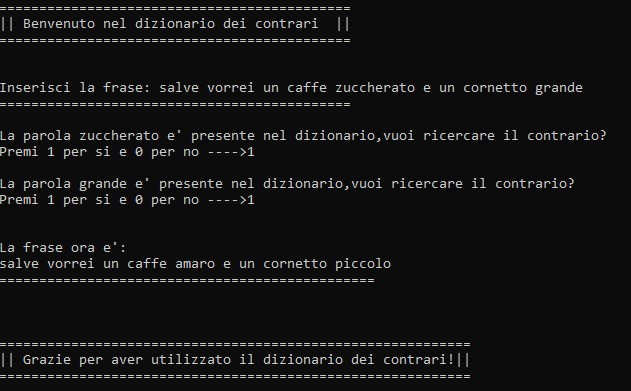 ============================================
|| Benvenuto nel dizionario dei contrari  ||
============================================
Inserisci la frase: salve vorrei un caffe zuccherato e un cornetto grande
============================================
La parola zuccherato e' presente nel dizionario,vuoi ricercare il contrario?
Premi 1 per si e 0 per no ---->1
La parola grande e' presente nel dizionario,vuoi ricercare il contrario?
Premi 1 per si e 0 per no ---->1
La frase ora e':
salve vorrei un caffe amaro e un cornetto piccolo
===============================================
===========================================================
|| Grazie per aver utilizzato il dizionario dei contrari!||
===========================================================